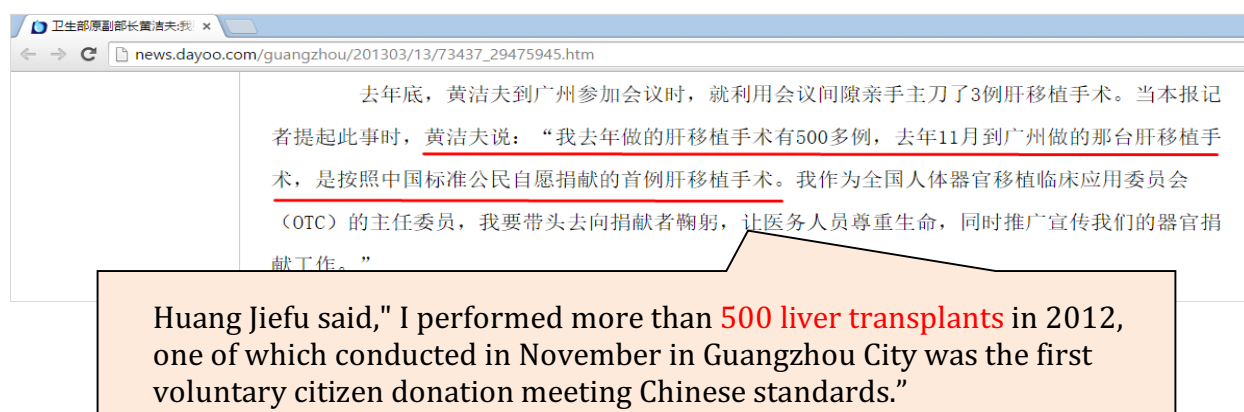 卫生部原副部长黄洁夫:我
news.dayoo.com/guangzhou/201303/13/73437_29475945.htm
去年底，黄洁夫到广州参加会议时，就利用会议间隙亲手主刀了3例肝移植手术。当本报记
者提起此事时，黄洁夫说：“我去年做的肝移植手术有500多例，去年11月到广州做的那台肝移植手
术，是按照中国标准公民自愿捐献的首例肝移植手术。我作为全国人体器官移植临床应用委员会
（OTC）的主任委员，我要带头去向捐献者鞠躬，让医务人员尊重生命，同时推广宣传我们的器官捐
献工作。”
Huang Jiefu said," I performed more than 500 liver transplants in 2012,
one of which conducted in November in Guangzhou City was the first
voluntary citizen donation meeting Chinese standards.”